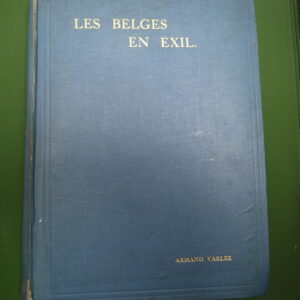 LES BELGES
EN EXIL.
ARMAND VARLEZ.